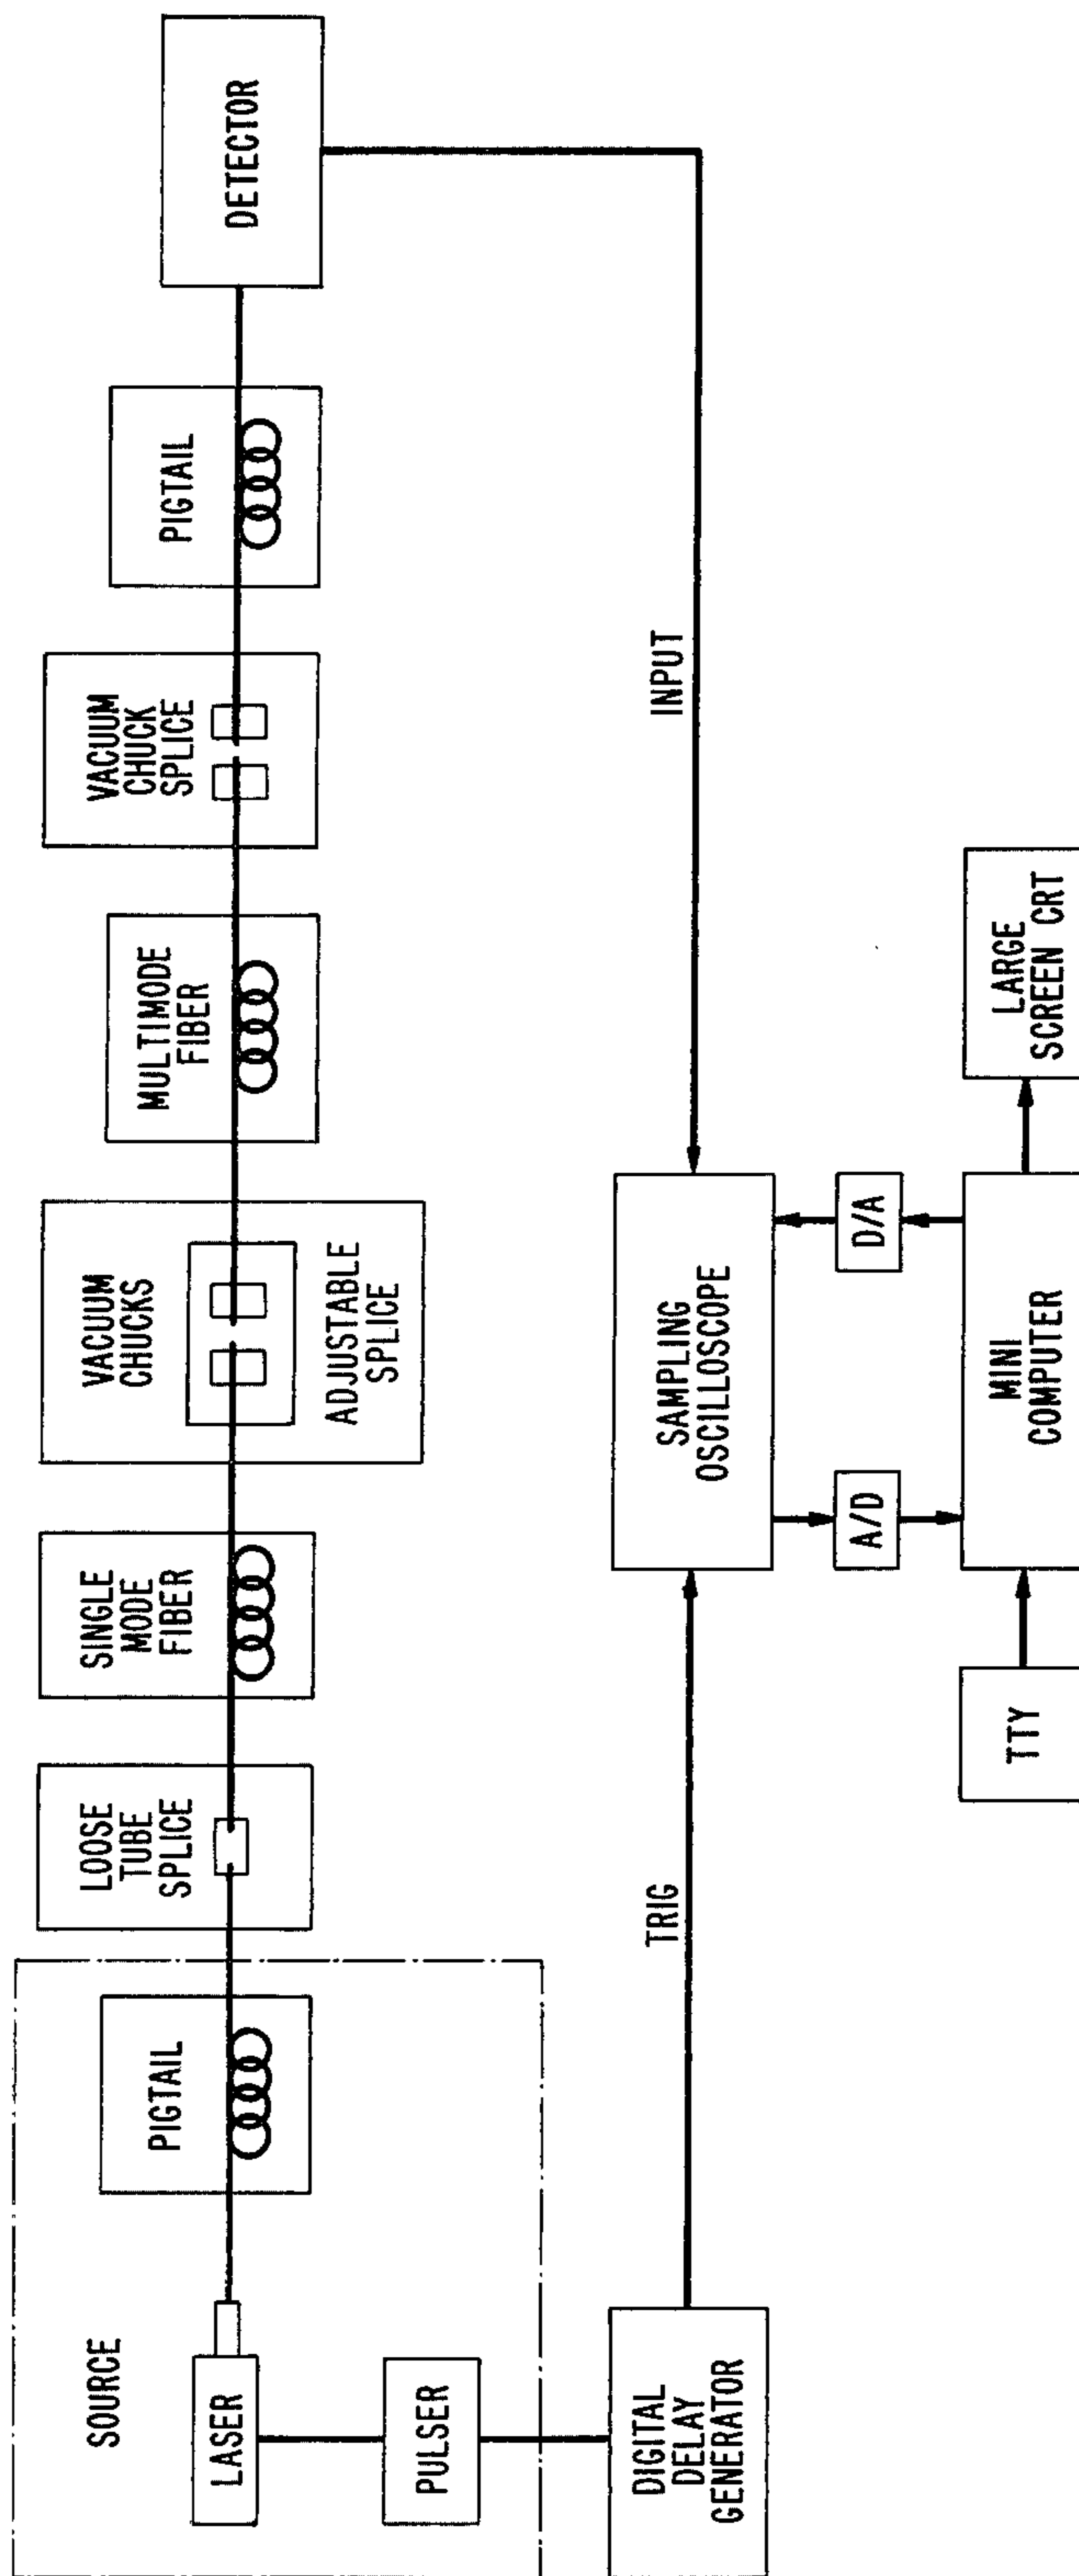 SOURCE
LASER
PULSER
PIGTAIL
LOOSE
TUBE
SPLICE
SINGLE
MODE
FIBER
VACUUM
CHUCKS
ADJUSTABLE
SPLICE
MULTIMODE
FIBER
VACUUM
CHUCK
SPLICE
PIGTAIL
DETECTOR
DIGITAL
DELAY
GENERATOR
TRIG
SAMPLING
OSCILLOSCOPE
INPUT
A/D
D/A
TTY
MINI
COMPUTER
LARGE
SCREEN CRT